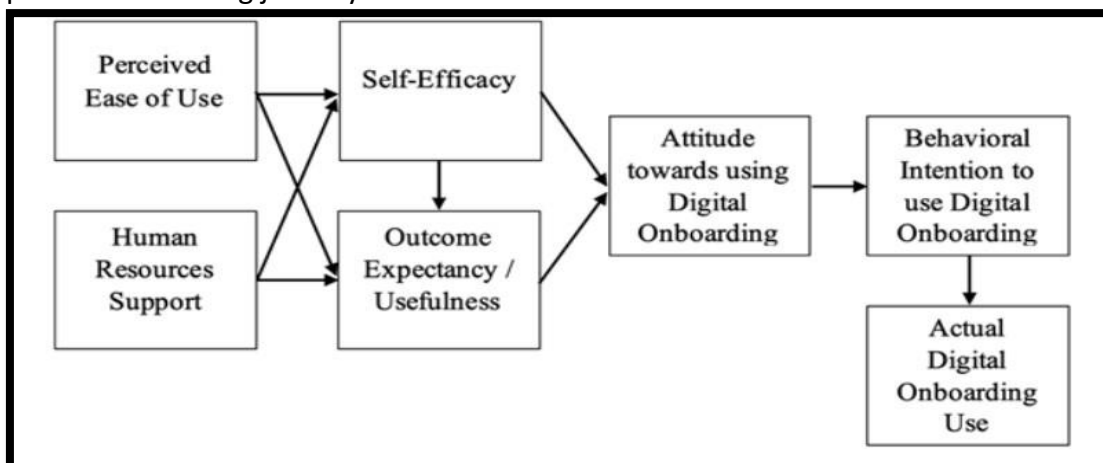 Perceived
Ease of Use
Self-Efficacy
Human
Resources
Support
Outcome
Expectancy /
Usefulness
Attitude
towards using
Digital
Onboarding
Behavioral
Intention to
use Digital
Onboarding
Actual
Digital
Onboarding
Use